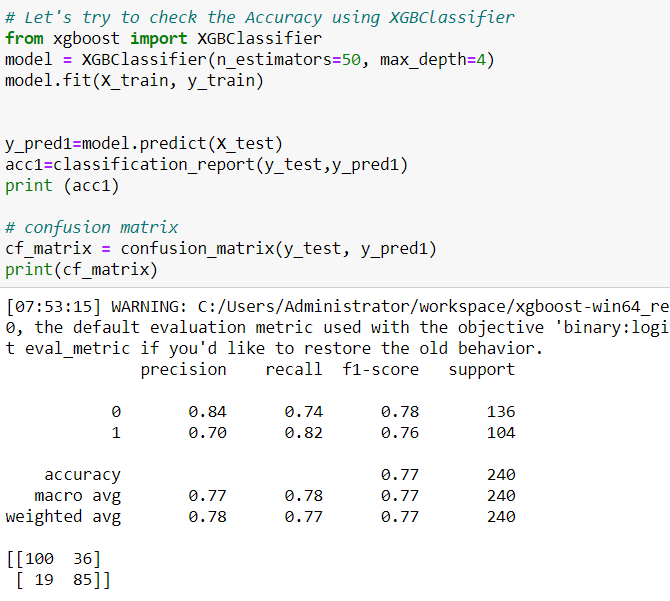 # Let's try to check the Accuracy using XGBClassifier
from xgboost import XGBClassifier
model = XGBClassifier(n_estimators=50, max_depth=4)
model.fit(X_train, y_train)
y_pred1=model.predict(X_test)
acc1=classification_report(y_test,y_pred1)
print (acc1)
# confusion matrix
cf_matrix = confusion_matrix(y_test, y_pred1)
print(cf_matrix)
[07:53:15] WARNING: C:/Users/Administrator/workspace/xgboost-win64_re
0, the default evaluation metric used with the objective 'binary:logi
t eval_metric if you'd like to restore the old behavior.
precision recall f1-score support
0 0.84 0.74 0.78 136
1 0.70 0.82 0.76 104
accuracy 0.77 240
macro avg 0.77 0.78 0.77 240
weighted avg 0.78 0.77 0.77 240
[[100 36]
[ 19 85]]